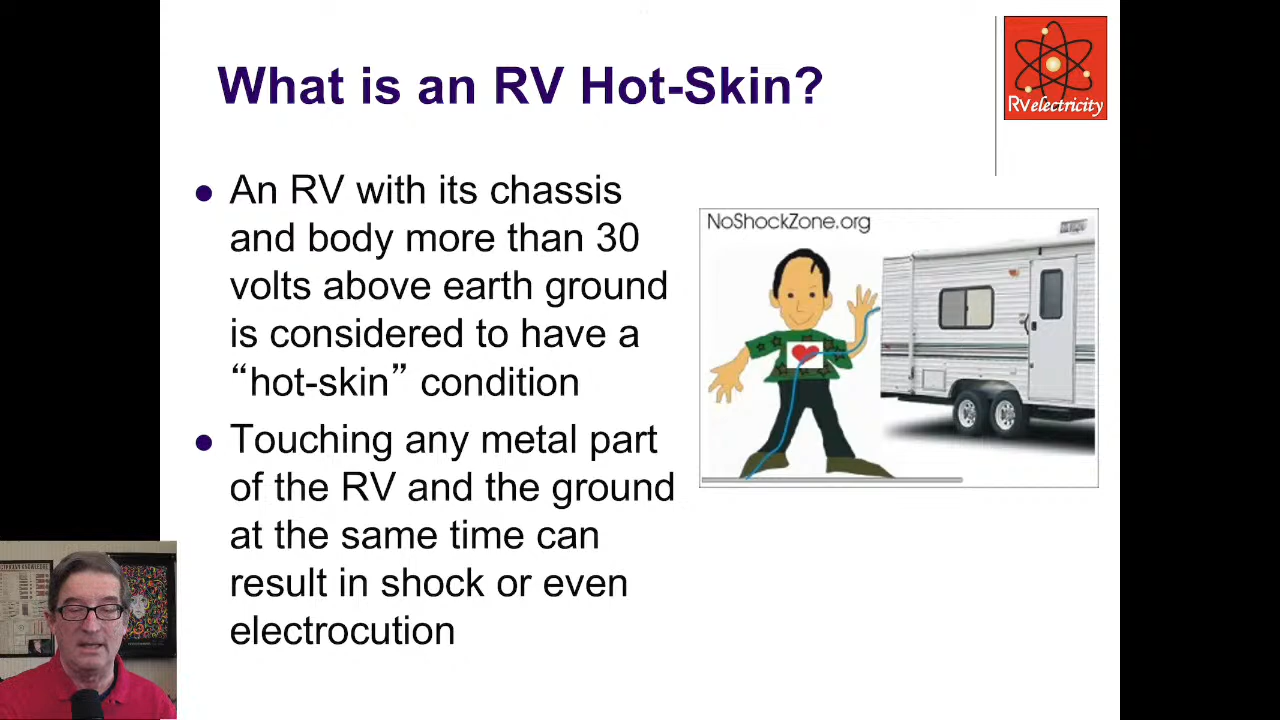 What is an RV Hot-Skin?
RVelectricity
● An RV with its chassis
and body more than 30
volts above earth ground
is considered to have a
“hot-skin” condition
● Touching any metal part
of the RV and the ground
at the same time can
result in shock or even
electrocution
NoShockZone.org